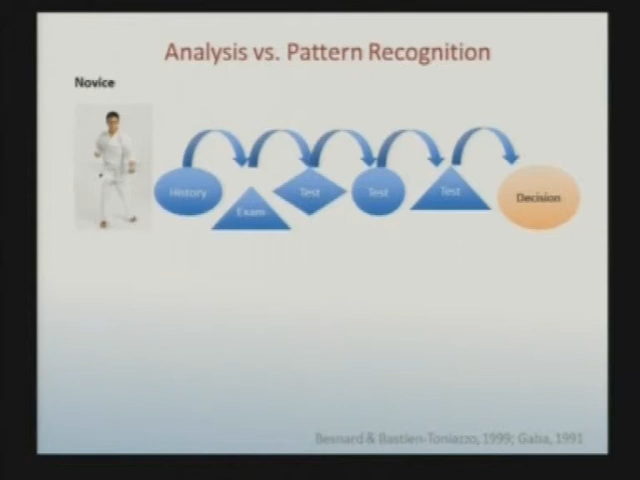 Analysis vs. Pattern Recognition
Novice
History
Exam
Test
Test
Test
Decision
Besnard & Bastien-Toniazzo, 1999; Gaba, 1991